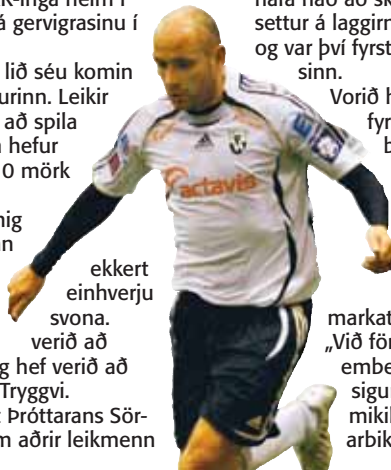 K-inga heim í
á gervigrasinu í
lið séu komin
urinn. Leikir
að spila
hefur
0 mörk
nig
ekkert
einhverju
svona.
verið að
g hef verið að
Tryggvi.
Þróttarans Sör-
m aðrir leikmenn
hafa náð að sk
settur á laggirn
og var því fyrst
sinn.
Vorið h
fyr
b
markat
„Við för
embe
sigu
mikil
arbik
actavis